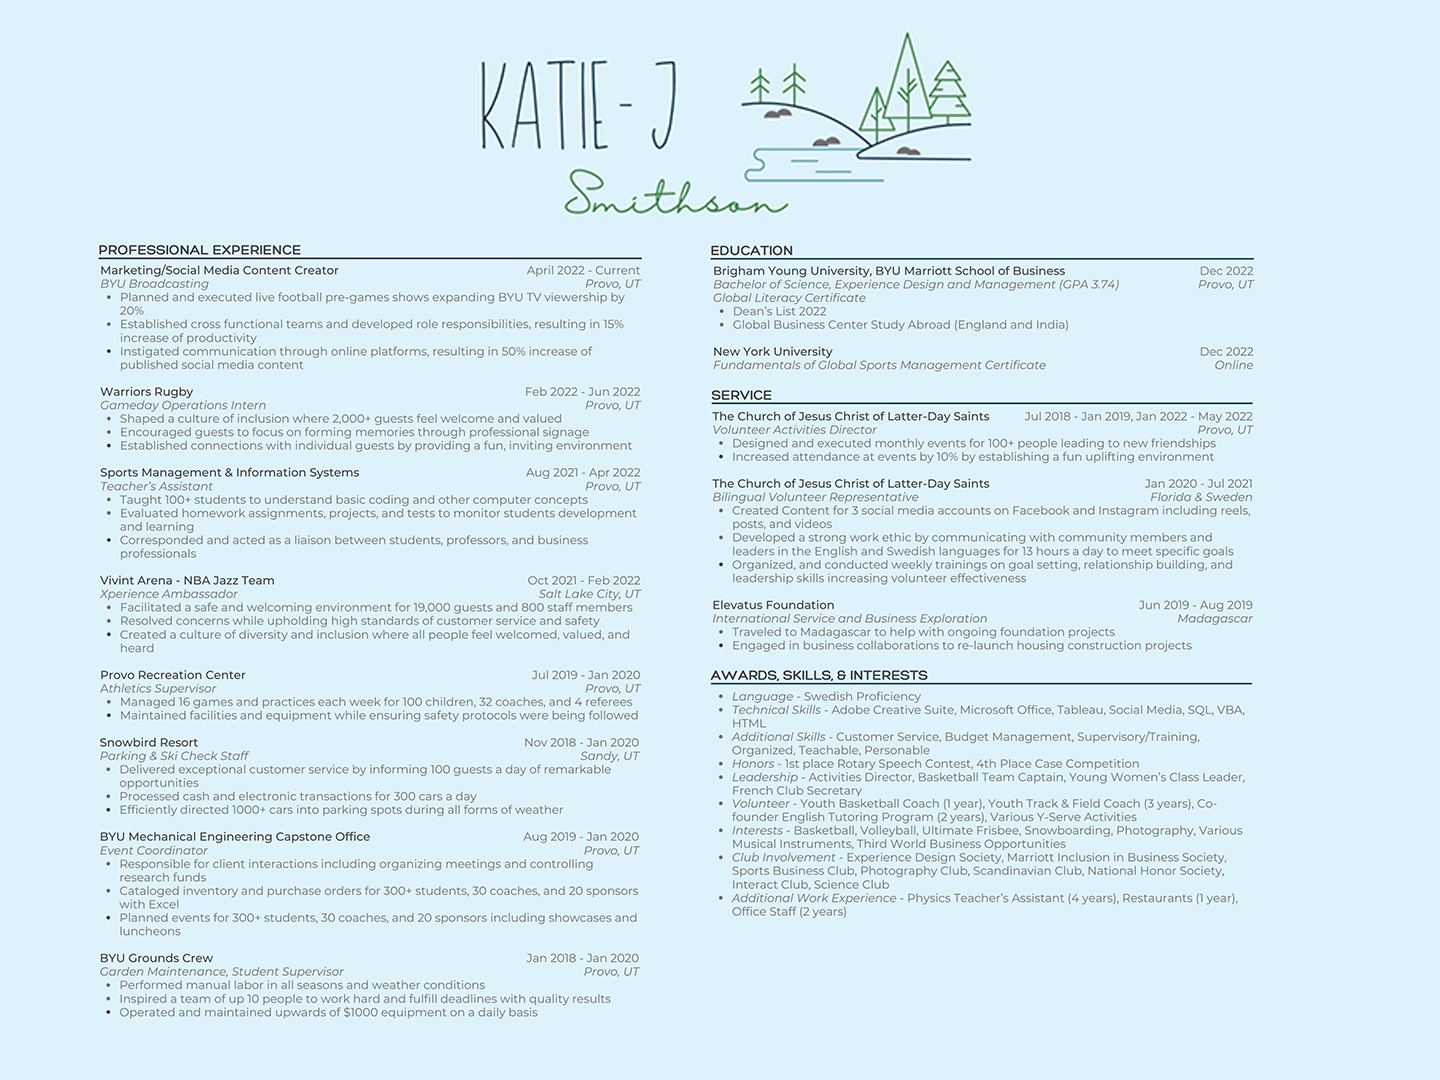 KATIE-J
Smithson
PROFESSIONAL EXPERIENCE
Marketing/Social Media Content Creator April 2022 - Current
BYU Broadcasting Provo, UT
• Planned and executed live football pre-games shows expanding BYU TV viewership by
20%
• Established cross functional teams and developed role responsibilities, resulting in 15%
increase of productivity
• Instigated communication through online platforms, resulting in 50% increase of
published social media content
Warriors Rugby Feb 2022 - Jun 2022
Gameday Operations Intern Provo, UT
• Shaped a culture of inclusion where 2,000+ guests feel welcome and valued
• Encouraged guests to focus on forming memories through professional signage
• Established connections with individual guests by providing a fun, inviting environment
Sports Management & Information Systems Aug 2021 - Apr 2022
Teacher's Assistant Provo, UT
• Taught 100+ students to understand basic coding and other computer concepts
• Evaluated homework assignments, projects, and tests to monitor students development
and learning
• Corresponded and acted as a liaison between students, professors, and business
professionals
Vivint Arena - NBA Jazz Team Oct 2021 - Feb 2022
Xperience Ambassador Salt Lake City, UT
• Facilitated a safe and welcoming environment for 19,000 guests and 800 staff members
• Resolved concerns while upholding high standards of customer service and safety
• Created a culture of diversity and inclusion where all people feel welcomed, valued, and
heard
Provo Recreation Center Jul 2019 - Jan 2020
Athletics Supervisor Provo, UT
• Managed 16 games and practices each week for 100 children, 32 coaches, and 4 referees
• Maintained facilities and equipment while ensuring safety protocols were being followed
Snowbird Resort Nov 2018 - Jan 2020
Parking & Ski Check Staff Sandy, UT
• Delivered exceptional customer service by informing 100 guests a day of remarkable
opportunities
• Processed cash and electronic transactions for 300 cars a day
• Efficiently directed 1000+ cars into parking spots during all forms of weather
BYU Mechanical Engineering Capstone Office Aug 2019 - Jan 2020
Event Coordinator Provo, UT
• Responsible for client interactions including organizing meetings and controlling
research funds
• Cataloged inventory and purchase orders for 300+ students, 30 coaches, and 20 sponsors
with Excel
• Planned events for 300+ students, 30 coaches, and 20 sponsors including showcases and
luncheons
BYU Grounds Crew Jan 2018 - Jan 2020
Garden Maintenance, Student Supervisor Provo, UT
• Performed manual labor in all seasons and weather conditions
• Inspired a team of up 10 people to work hard and fulfill deadlines with quality results
• Operated and maintained upwards of $1000 equipment on a daily basis
EDUCATION
Brigham Young University, BYU Marriott School of Business Dec 2022
Bachelor of Science, Experience Design and Management (GPA 3.74) Provo, UT
Global Literacy Certificate
• Dean's List 2022
• Global Business Center Study Abroad (England and India)
New York University Dec 2022
Fundamentals of Global Sports Management Certificate Online
SERVICE
The Church of Jesus Christ of Latter-Day Saints Jul 2018 - Jan 2019, Jan 2022 - May 2022
Volunteer Activities Director Provo, UT
• Designed and executed monthly events for 100+ people leading to new friendships
• Increased attendance at events by 10% by establishing a fun uplifting environment
The Church of Jesus Christ of Latter-Day Saints Jan 2020 - Jul 2021
Bilingual Volunteer Representative Florida & Sweden
• Created Content for 3 social media accounts on Facebook and Instagram including reels,
posts, and videos
• Developed a strong work ethic by communicating with community members and
leaders in the English and Swedish languages for 13 hours a day to meet specific goals
• Organized, and conducted weekly trainings on goal setting, relationship building, and
leadership skills increasing volunteer effectiveness
Elevatus Foundation Jun 2019 - Aug 2019
International Service and Business Exploration Madagascar
• Traveled to Madagascar to help with ongoing foundation projects
• Engaged in business collaborations to re-launch housing construction projects
AWARDS, SKILLS, & INTERESTS
• Language - Swedish Proficiency
• Technical Skills - Adobe Creative Suite, Microsoft Office, Tableau, Social Media, SQL, VBA,
HTML
• Additional Skills - Customer Service, Budget Management, Supervisory/Training,
Organized, Teachable, Personable
• Honors - 1st place Rotary Speech Contest, 4th Place Case Competition
• Leadership - Activities Director, Basketball Team Captain, Young Women's Class Leader,
French Club Secretary
• Volunteer - Youth Basketball Coach (1 year), Youth Track & Field Coach (3 years), Co-
founder English Tutoring Program (2 years), Various Y-Serve Activities
• Interests - Basketball, Volleyball, Ultimate Frisbee, Snowboarding, Photography, Various
Musical Instruments, Third World Business Opportunities
• Club Involvement - Experience Design Society, Marriott Inclusion in Business Society,
Sports Business Club, Photography Club, Scandinavian Club, National Honor Society,
Interact Club, Science Club
• Additional Work Experience - Physics Teacher's Assistant (4 years), Restaurants (1 year),
Office Staff (2 years)